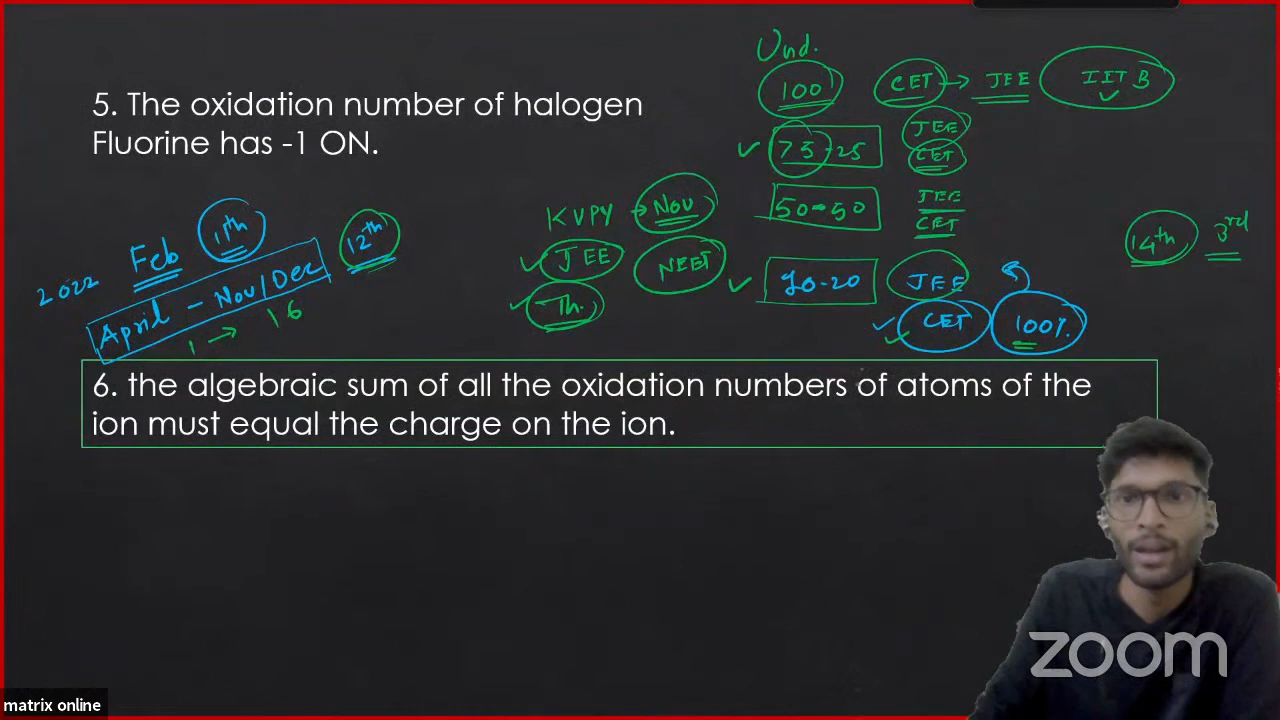 5. The oxidation number of halogen
Fluorine has -1 ON.
Und.
100 CET → JEE IIT B
75-25 JEE
CET
50-50 JEE
CET
KVPY → Nov
JEE NEET
Th.
JEE
CET 100%.
14th 3rd
2022 Feb 11th 12th
April - Nov/Dec
1 → 16
6. the algebraic sum of all the oxidation numbers of atoms of the
ion must equal the charge on the ion.
zoom
matrix online